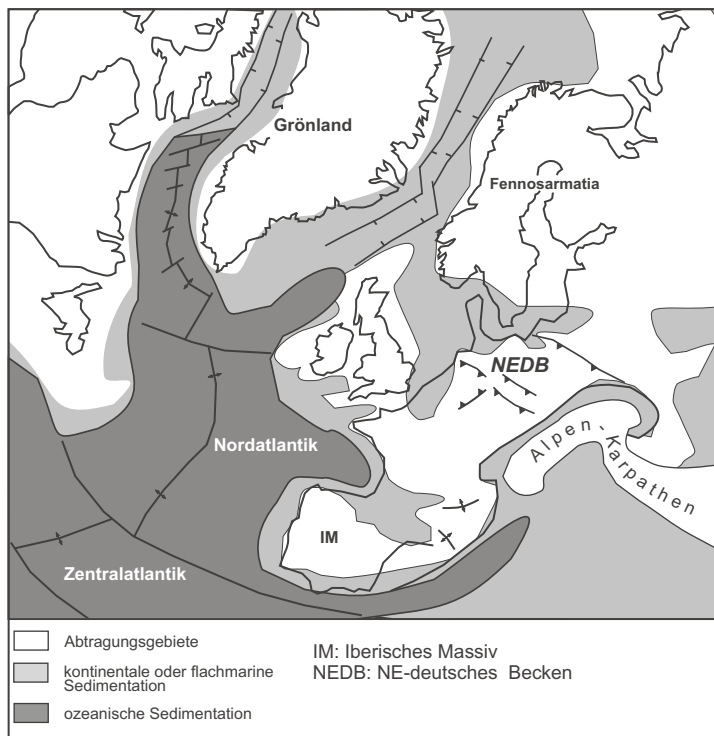 Grönland
Fennosarmatia
NEDB
Alpen-Karpathen
Nordatlantik
IM
Zentralatlantik
Abtragungsgebiete
kontinentale oder flachmarine
Sedimentation
ozeanische Sedimentation
IM: Iberisches Massiv
NEDB: NE-deutsches Becken